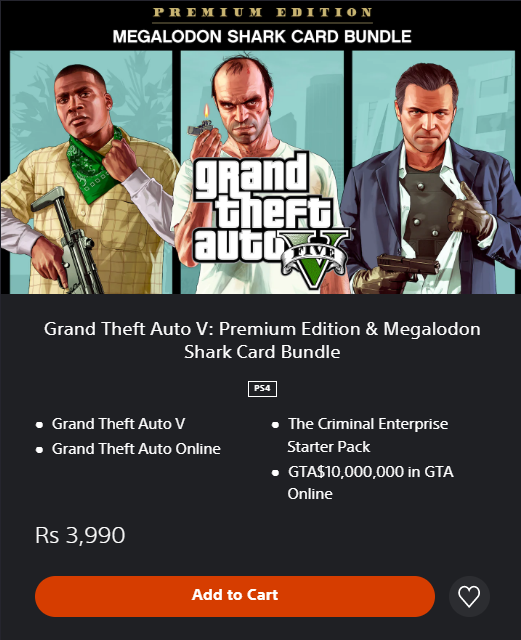 PREMIUM EDITION
MEGALODON SHARK CARD BUNDLE
grand
theft
auto
V
FIVE
Grand Theft Auto V: Premium Edition & Megalodon
Shark Card Bundle
PS4
Grand Theft Auto V
Grand Theft Auto Online
The Criminal Enterprise
Starter Pack
GTA$10,000,000 in GTA
Online
Rs 3,990
Add to Cart